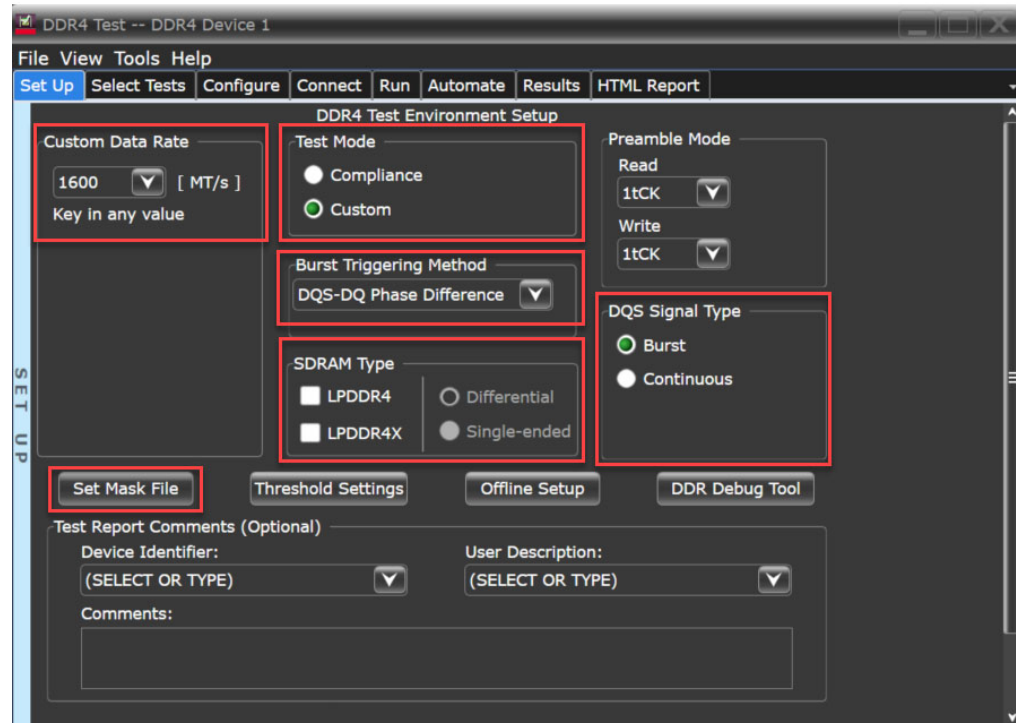 DDR4 Test -- DDR4 Device 1
File View Tools Help
Set Up Select Tests Configure Connect Run Automate Results HTML Report
DDR4 Test Environment Setup
Custom Data Rate
1600 [ MT/s ]
Key in any value
Test Mode
Compliance
Custom
Preamble Mode
Read
1tCK
Write
1tCK
Burst Triggering Method
DQS-DQ Phase Difference
DQS Signal Type
Burst
Continuous
SDRAM Type
LPDDR4 Differential
LPDDR4X Single-ended
SET UP
Set Mask File Threshold Settings Offline Setup DDR Debug Tool
Test Report Comments (Optional)
Device Identifier: User Description:
(SELECT OR TYPE) (SELECT OR TYPE)
Comments: